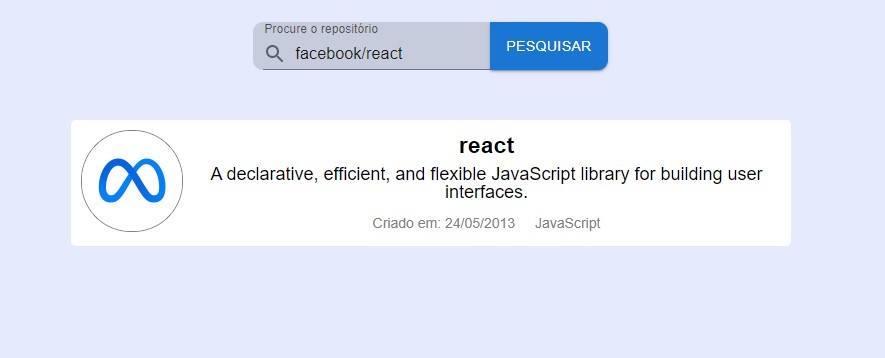 Procure o repositório
facebook/react
PESQUISAR
react
A declarative, efficient, and flexible JavaScript library for building user
interfaces.
Criado em: 24/05/2013 JavaScript